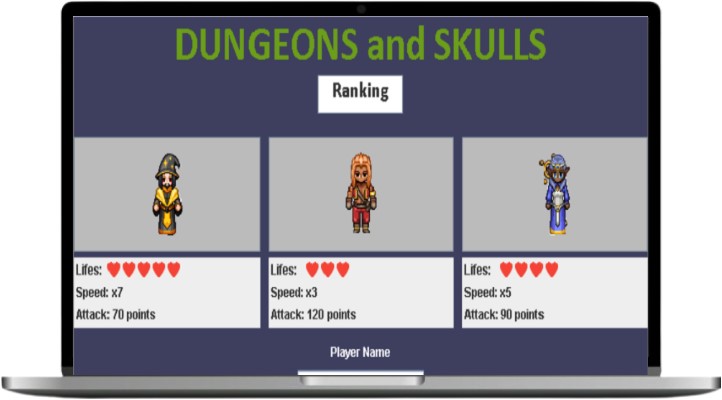 DUNGEONS and SKULLS
Ranking
Lifes:
Speed: x7
Attack: 70 points
Lifes:
Speed: x3
Attack: 120 points
Lifes:
Speed: x5
Attack: 90 points
Player Name